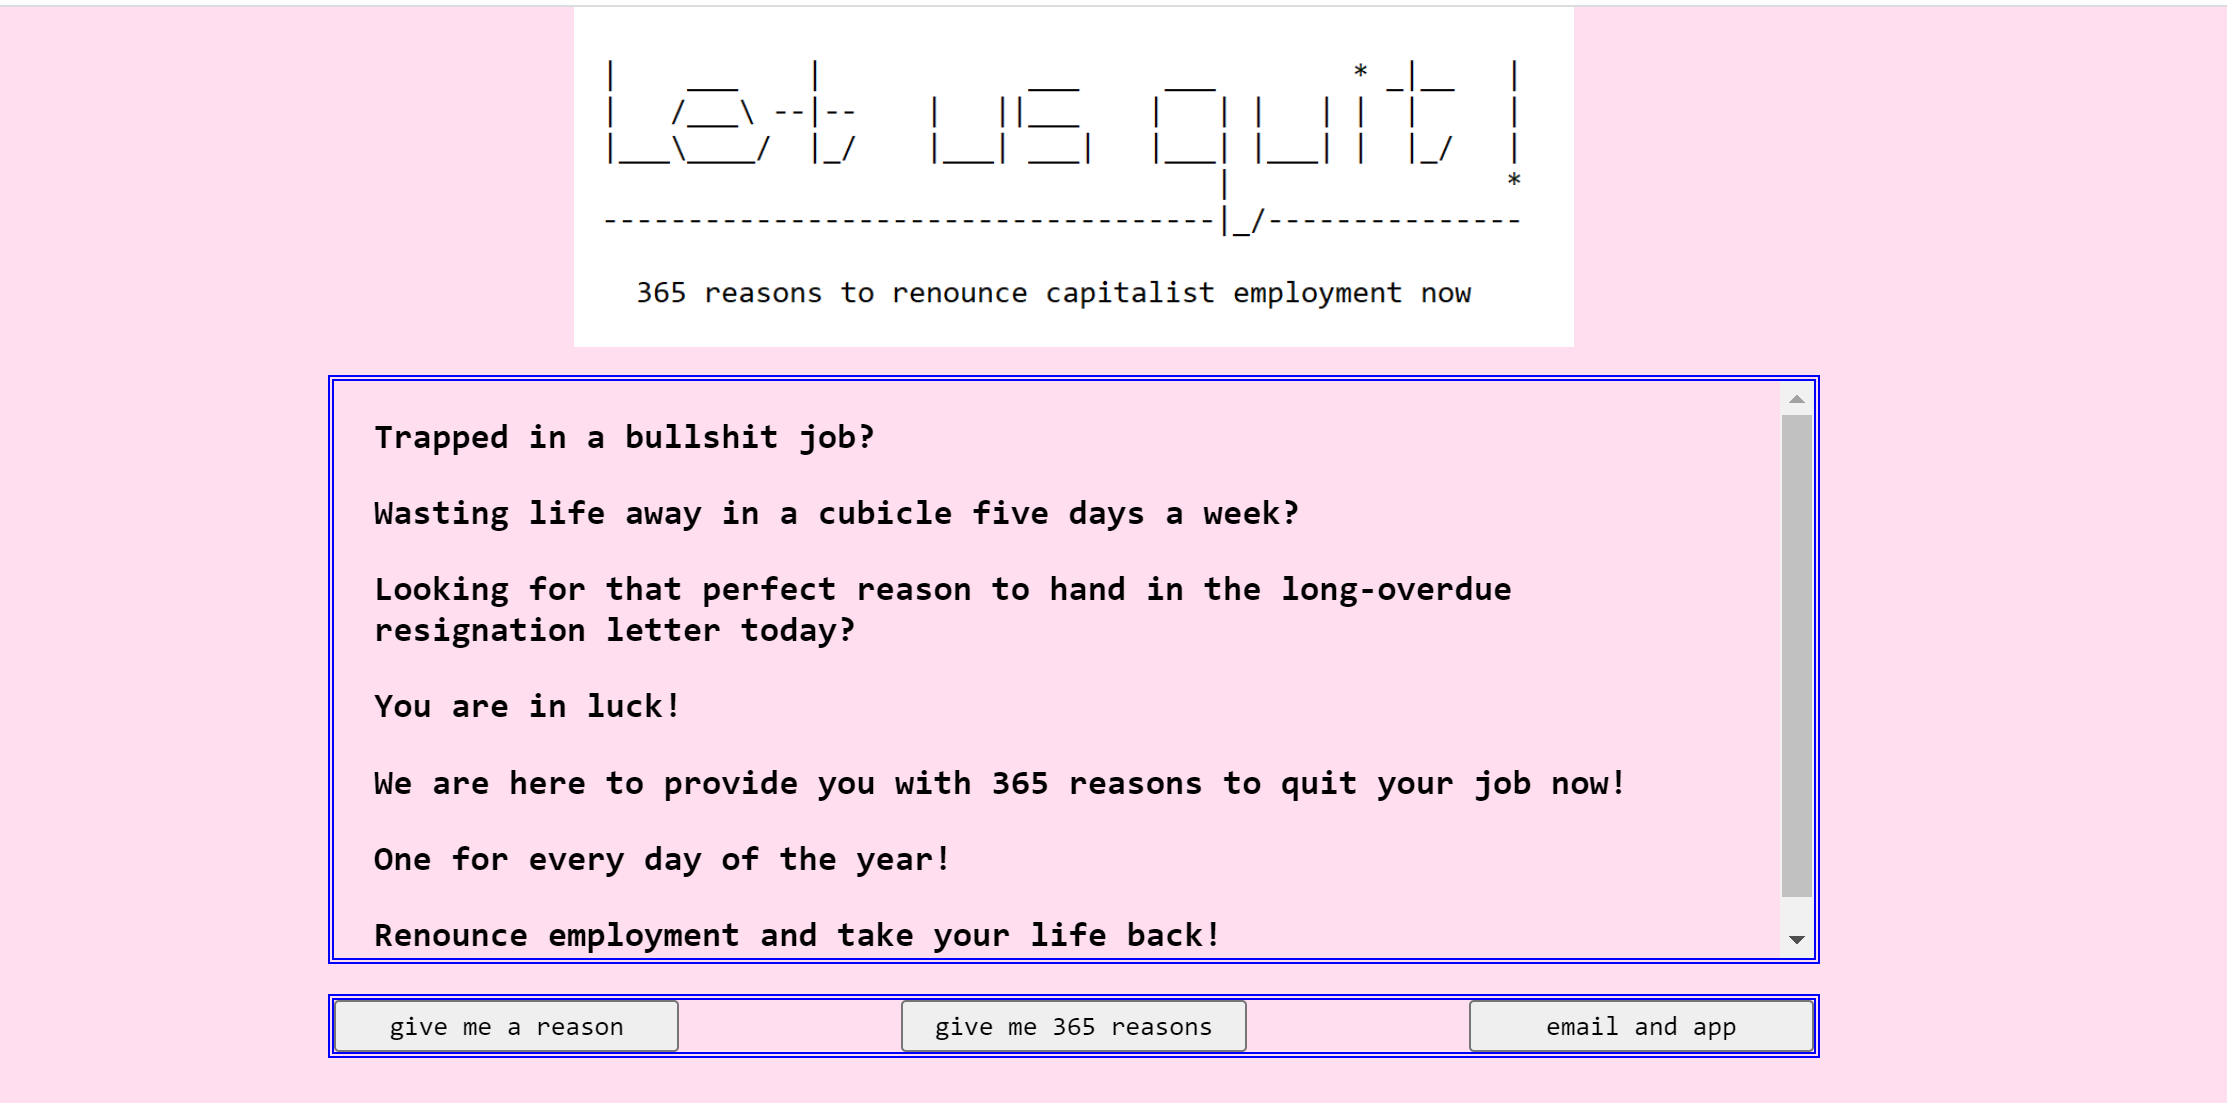 Let us quit!
365 reasons to renounce capitalist employment now
Trapped in a bullshit job?
Wasting life away in a cubicle five days a week?
Looking for that perfect reason to hand in the long-overdue
resignation letter today?
You are in luck!
We are here to provide you with 365 reasons to quit your job now!
One for every day of the year!
Renounce employment and take your life back!
give me a reason
give me 365 reasons
email and app